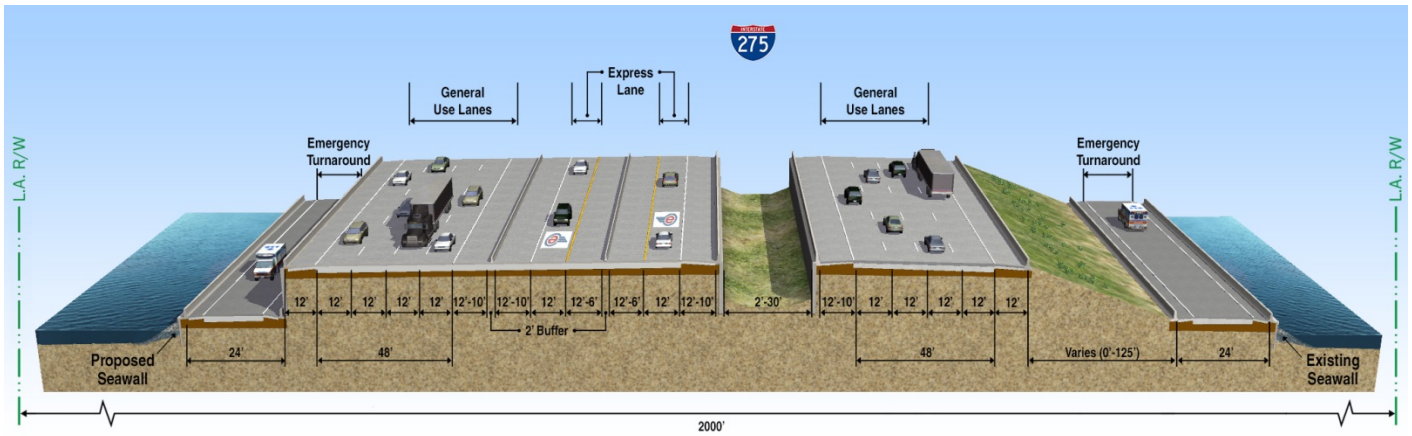 INTERSTATE
275
Express
Lane
General
Use Lanes
General
Use Lanes
Emergency
Turnaround
Emergency
Turnaround
L.A. R/W
L.A. R/W
12' 12' 12' 12' 12' 12'-10' 12'-10' 12' 12'-6' 12'-6' 12' 12'-10' 2'-30' 12'-10' 12' 12' 12' 12' 12'
2' Buffer
24' 48' 48' Varies (0'-125') 24'
Proposed
Seawall
Existing
Seawall
2000'